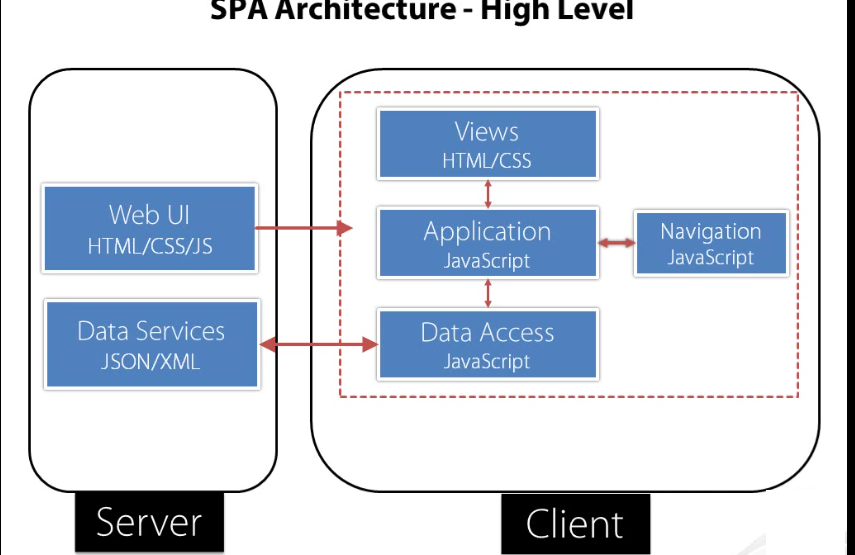 SPA Architecture - High Level
Views
HTML/CSS
Web UI
HTML/CSS/JS
Application
JavaScript
Navigation
JavaScript
Data Services
JSON/XML
Data Access
JavaScript
Server
Client